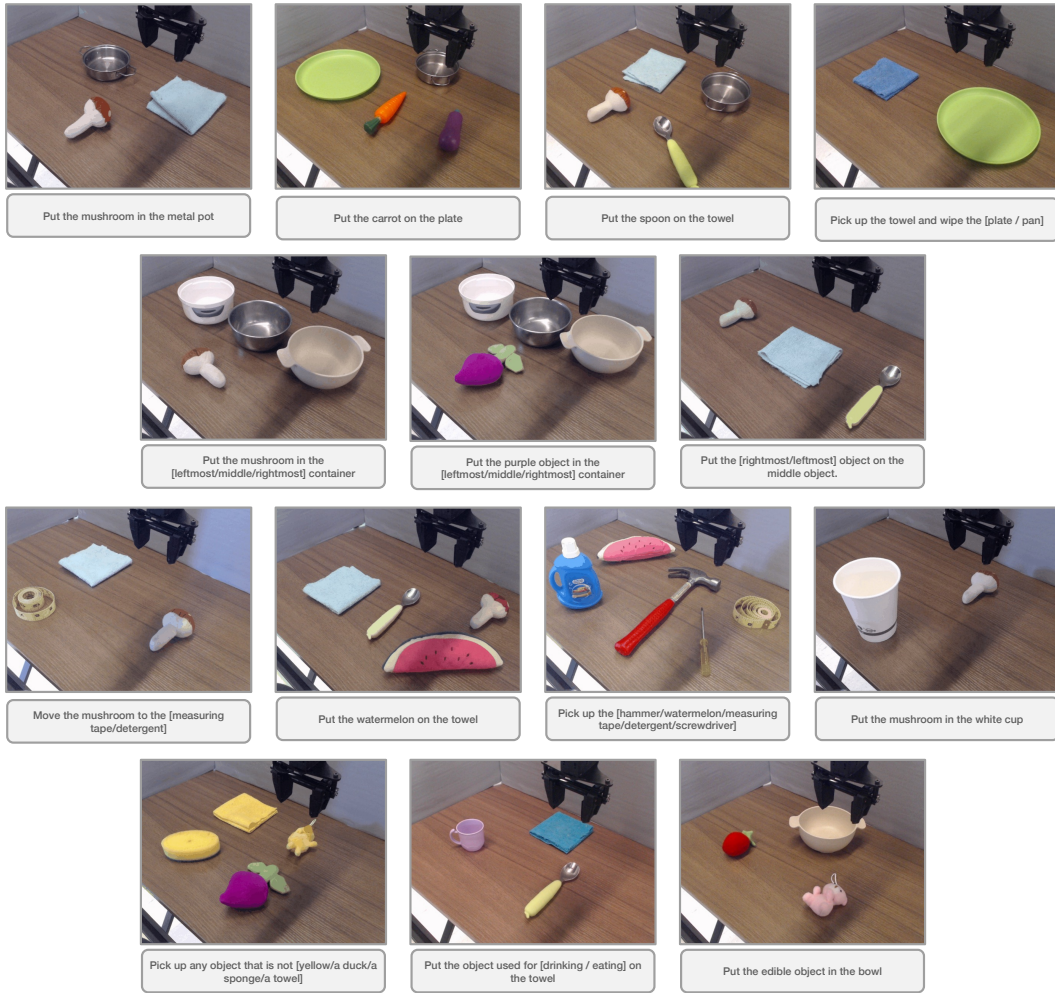 Put the mushroom in the metal pot
Put the carrot on the plate
Put the spoon on the towel
Pick up the towel and wipe the [plate / pan]
Put the mushroom in the
[leftmost/middle/rightmost] container
Put the purple object in the
[leftmost/middle/rightmost] container
Put the [rightmost/leftmost] object on the
middle object.
Move the mushroom to the [measuring
tape/detergent]
Put the watermelon on the towel
Pick up the [hammer/watermelon/measuring
tape/detergent/screwdriver]
Put the mushroom in the white cup
Pick up any object that is not [yellow/a duck/a
sponge/a towel]
Put the object used for [drinking / eating] on
the towel
Put the edible object in the bowl